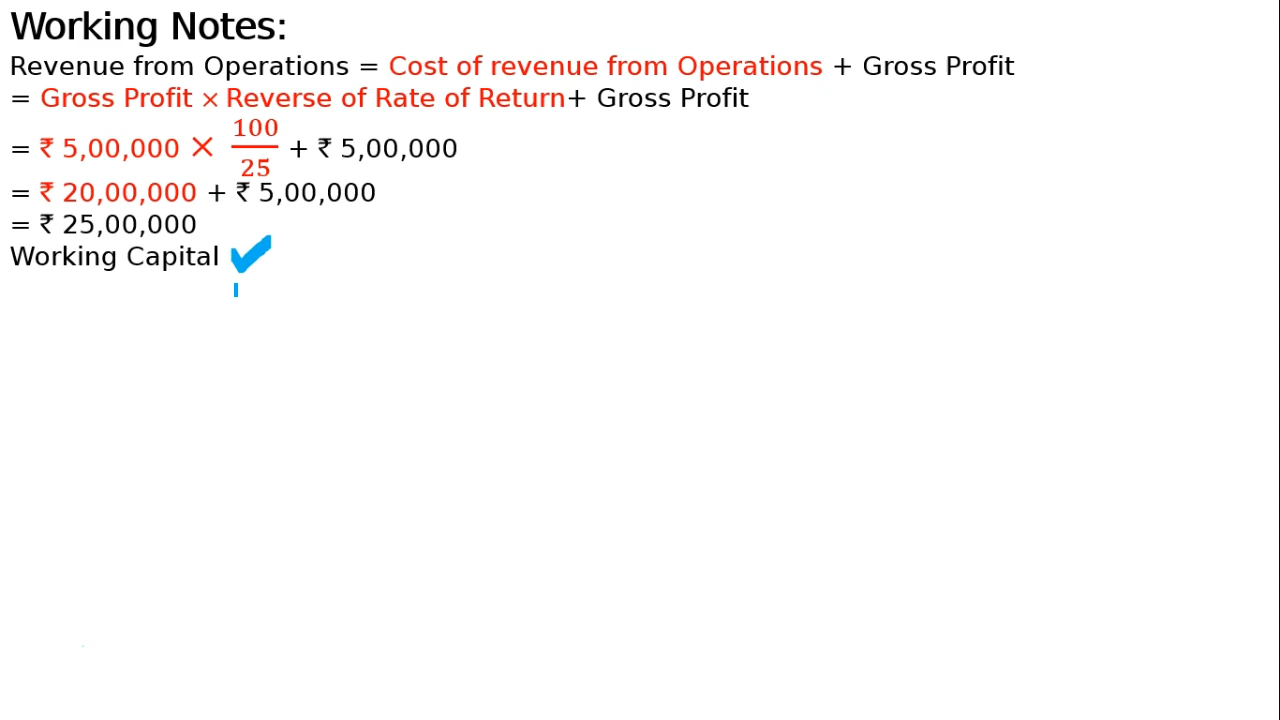 Working Notes:
Revenue from Operations = Cost of revenue from Operations + Gross Profit
= Gross Profit × Reverse of Rate of Return+ Gross Profit
= ₹ 5,00,000 × 100/25 + ₹ 5,00,000
= ₹ 20,00,000 + ₹ 5,00,000
= ₹ 25,00,000
Working Capital ✔